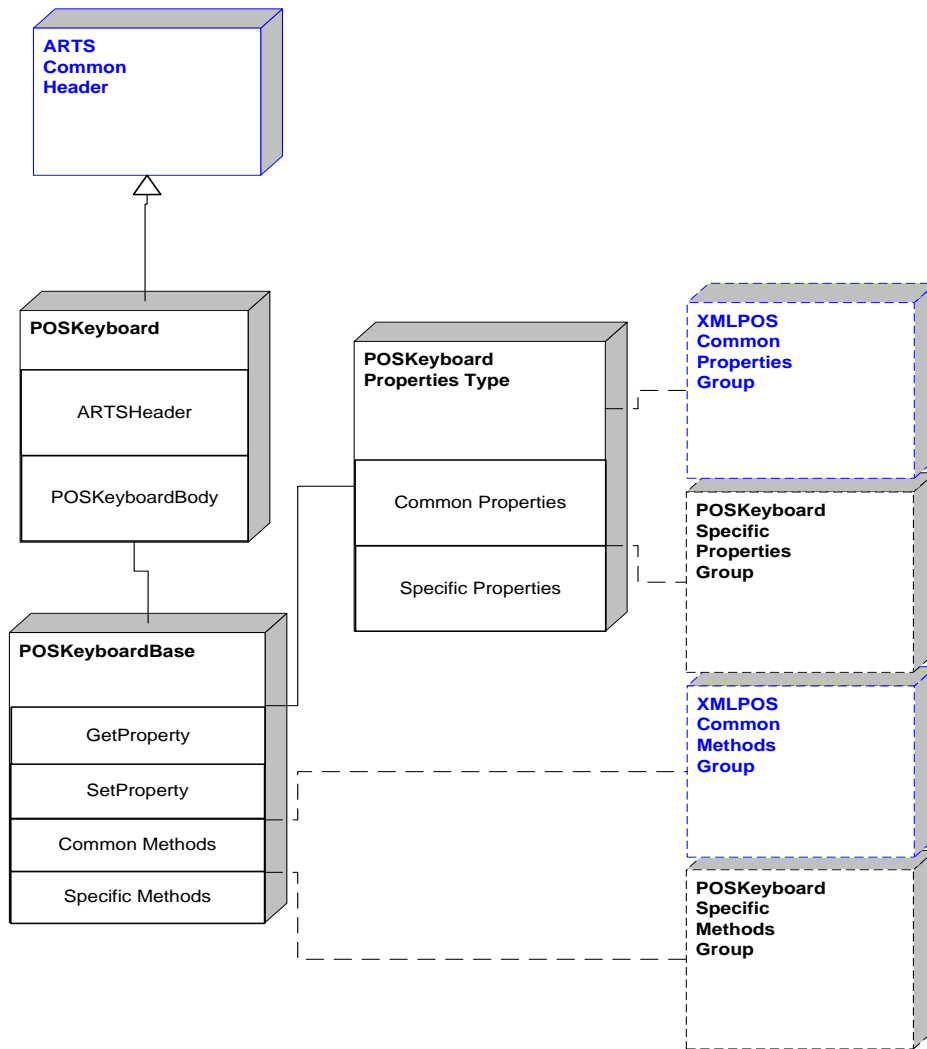 ARTS
Common
Header
POSKeyboard
ARTSHeader
POSKeyboardBody
POSKeyboard
Properties Type
Common Properties
Specific Properties
XMLPOS
Common
Properties
Group
POSKeyboard
Specific
Properties
Group
POSKeyboardBase
GetProperty
SetProperty
Common Methods
Specific Methods
XMLPOS
Common
Methods
Group
POSKeyboard
Specific
Methods
Group